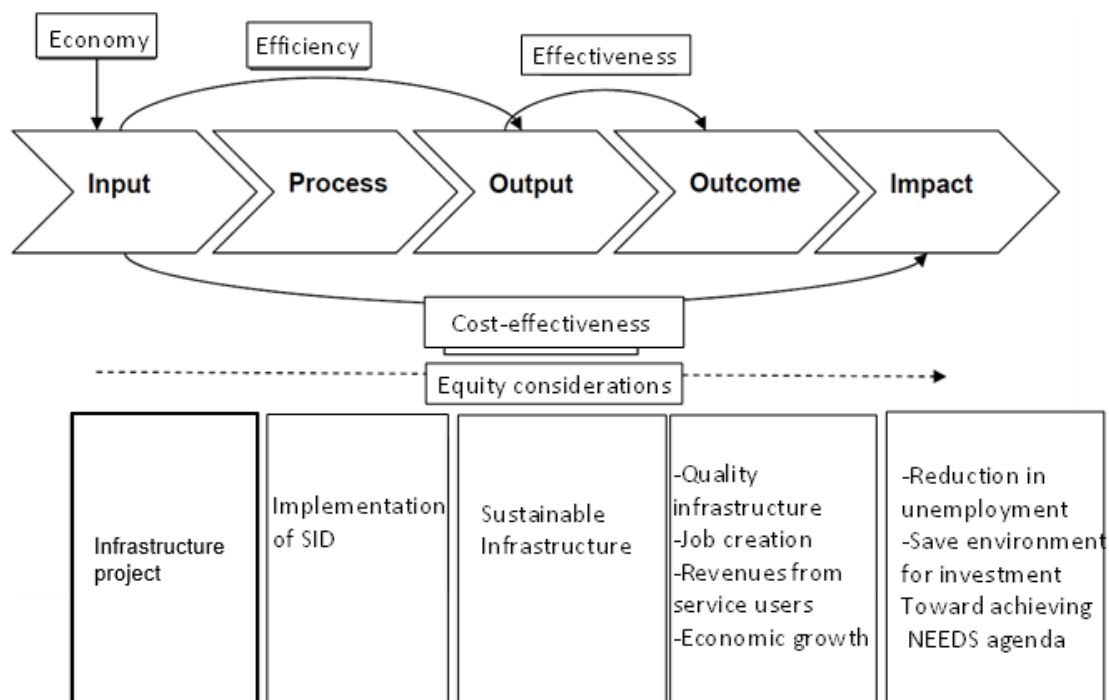 Economy
Efficiency
Effectiveness
Input
Process
Output
Outcome
Impact
Cost-effectiveness
Equity considerations
Infrastructure
project
Implementation
of SID
Sustainable
Infrastructure
-Quality
infrastructure
-Job creation
-Revenues from
service users
-Economic growth
-Reduction in
unemployment
-Save environment
for investment
Toward achieving
NEEDS agenda